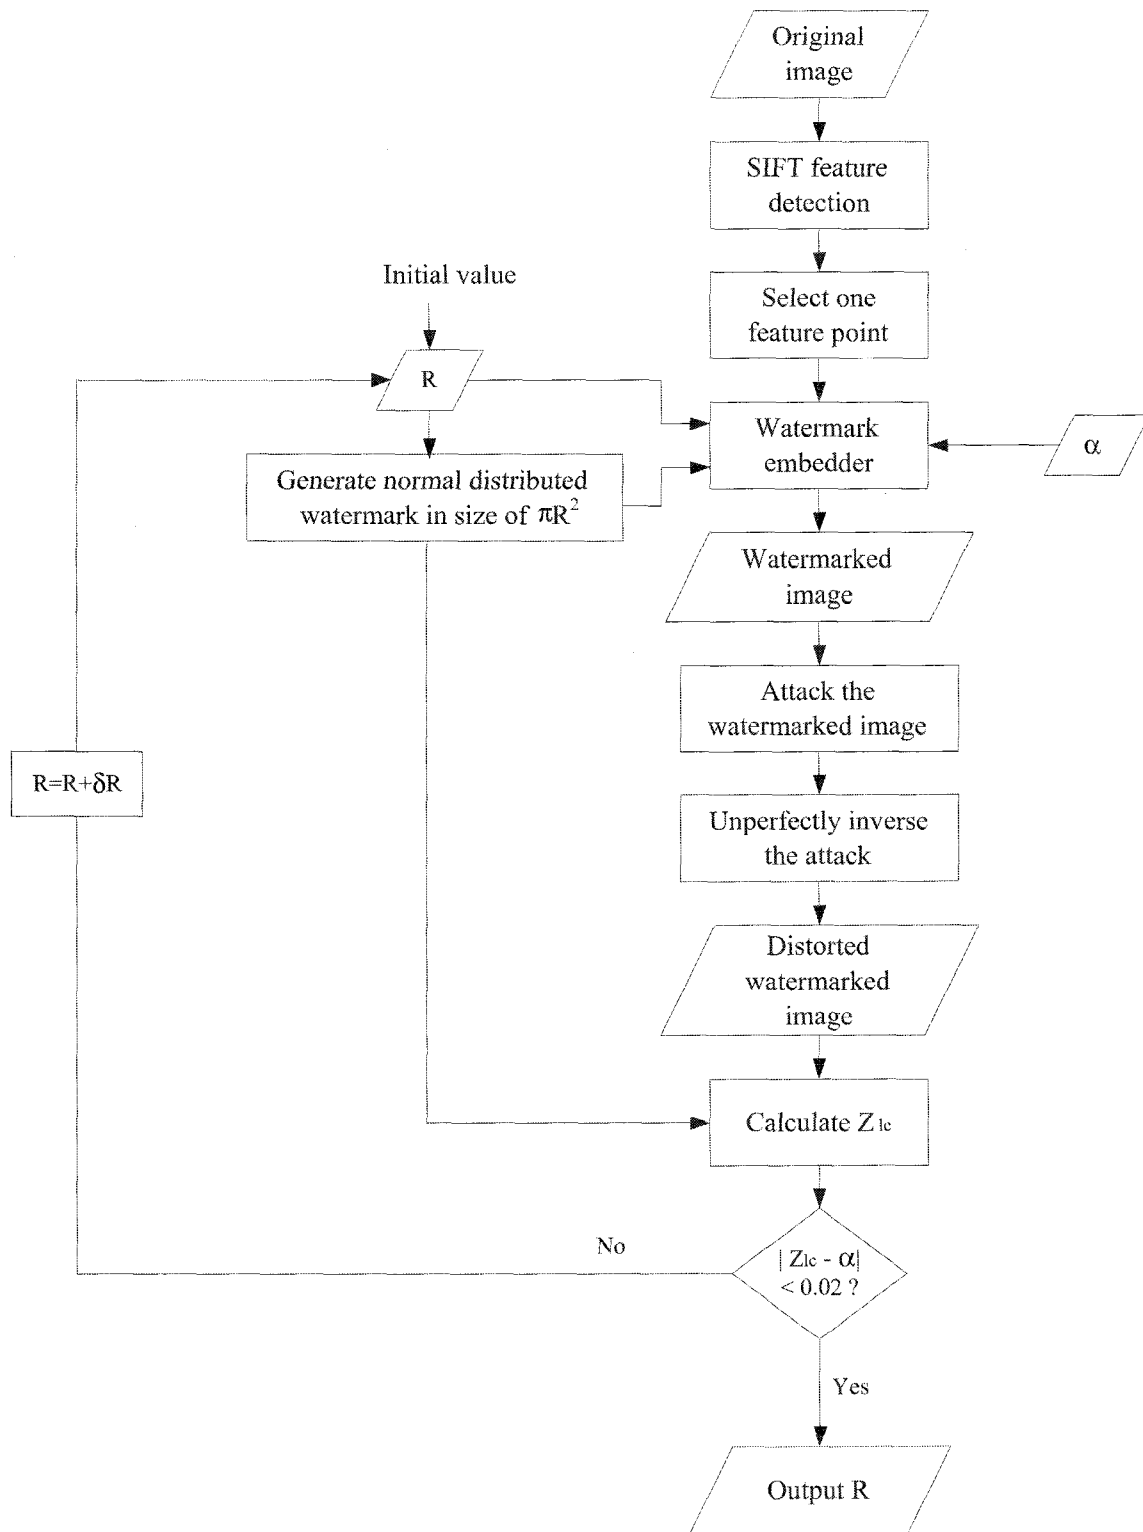 Original
image
SIFT feature
detection
Initial value
Select one
feature point
R
Watermark
embedder
α
Generate normal distributed
watermark in size of πR²
Watermarked
image
Attack the
watermarked image
R=R+δR
Unperfectly inverse
the attack
Distorted
watermarked
image
Calculate Zlc
No
| Zlc - α|
< 0.02 ?
Yes
Output R